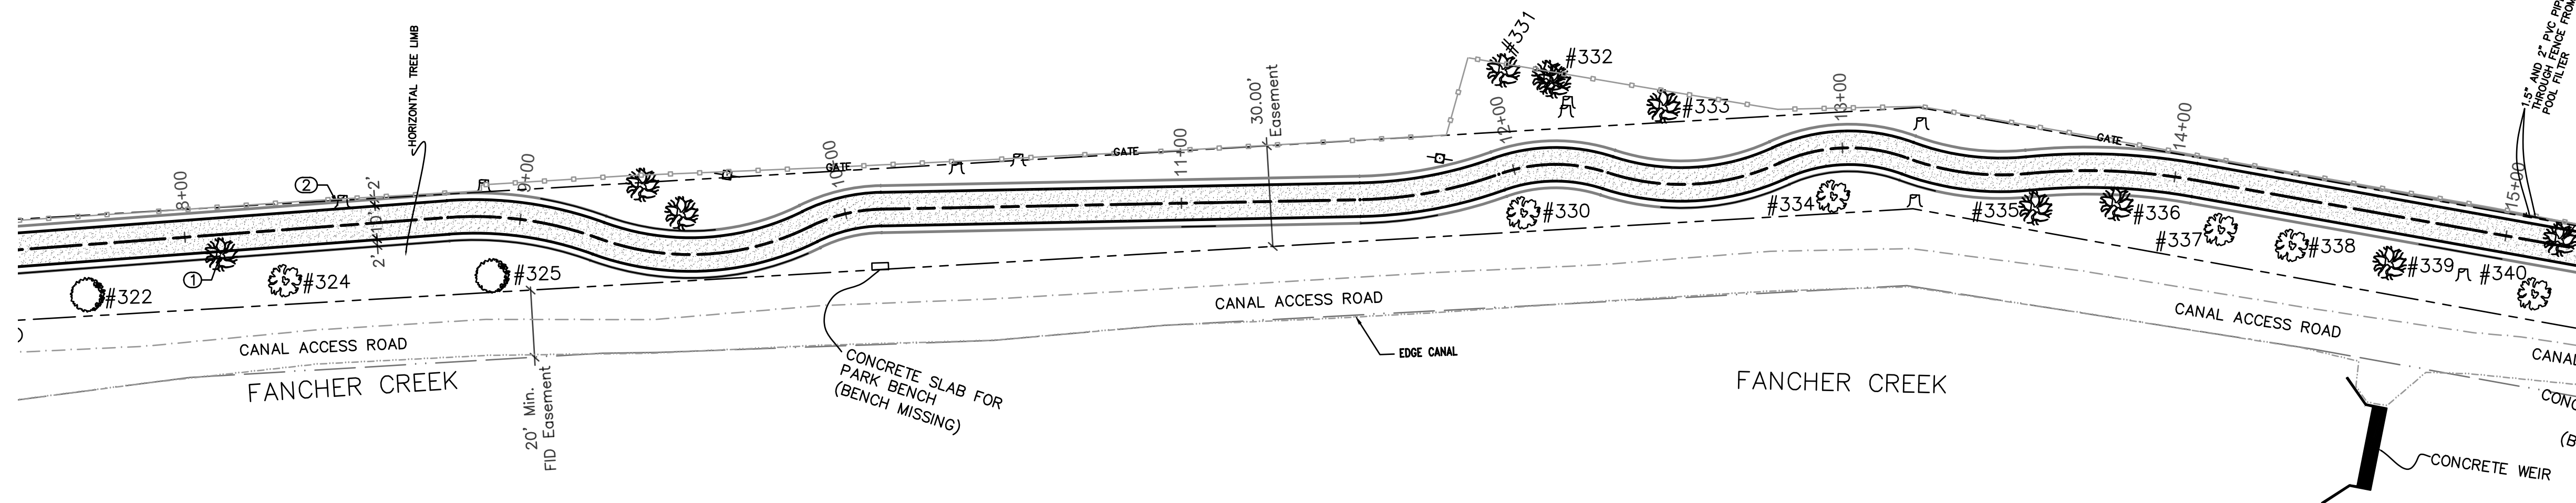 HORIZONTAL TREE LIMB
8+00
9+00
10+00
11+00
12+00
13+00
14+00
15+00
2
1
2'
10'
2'
#322
#324
#325
GATE
GATE
30.00'
Easement
#331
#332
#333
#330
#334
#335
#336
#337
#338
#339
#340
GATE
1.5" AND 2" PVC
THROUGH FENCE FROM
POOL FILTER
CANAL ACCESS ROAD
FANCHER CREEK
20' Min.
FID Easement
CONCRETE SLAB FOR
PARK BENCH
(BENCH MISSING)
CANAL ACCESS ROAD
EDGE CANAL
FANCHER CREEK
CANAL ACCESS ROAD
CONCRETE WEIR